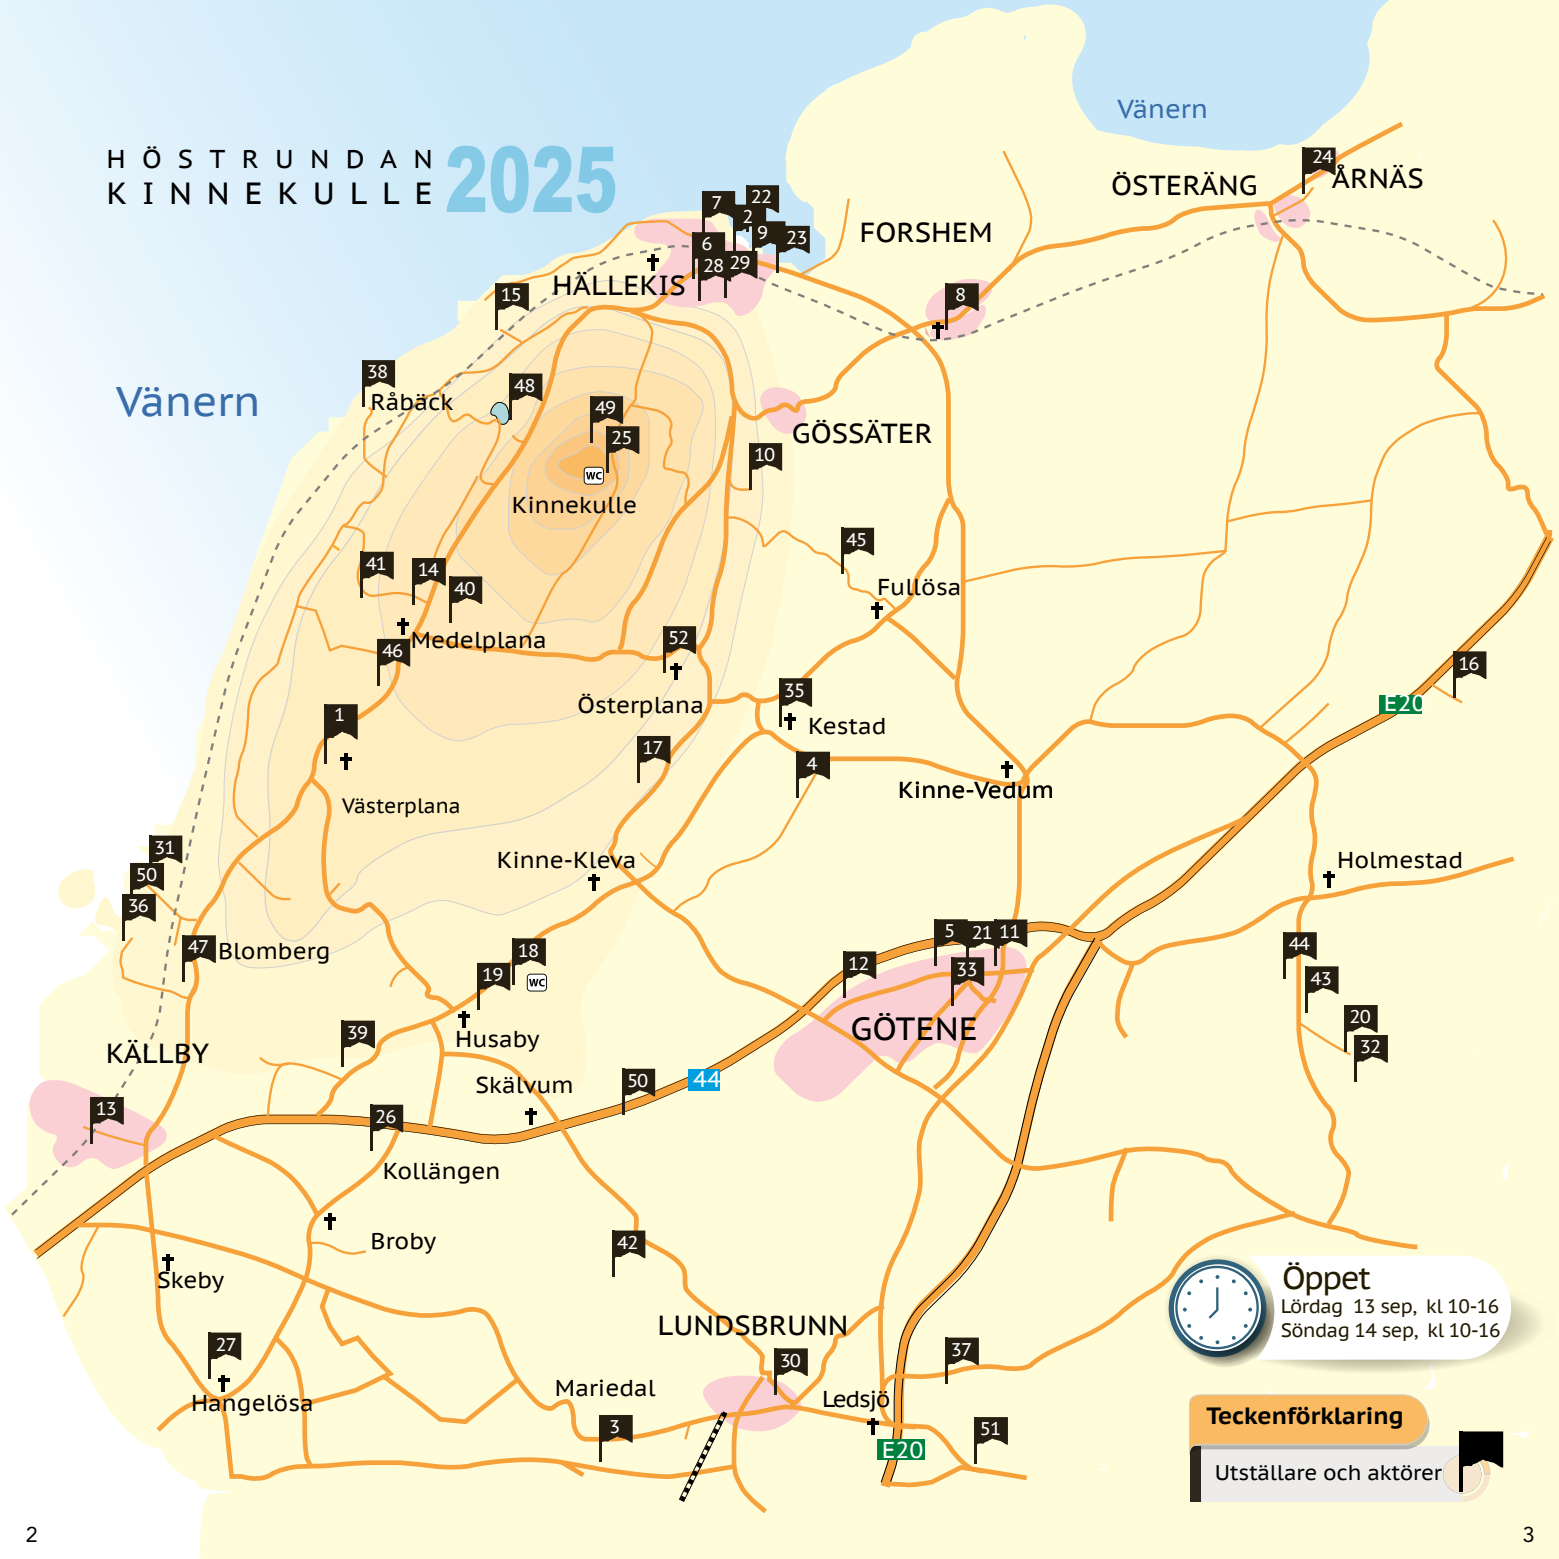 HÖSTRUNDAN
KINNEKULLE 2025
Vänern
24
ÖSTERÄNG
ÅRNÄS
22
7
2
9
23
FORSHEM
6
28
29
HÄLLEKIS
15
8
38
Råbäck
48
Vänern
49
25
GÖSSÄTER
10
WC
Kinnekulle
45
41
14
40
Fullösa
Medelplana
52
46
16
E20
35
Österplana
Kestad
1
17
4
Kinne-Vedum
Västerplana
31
Kinne-Kleva
Holmestad
50
36
47
Blomberg
18
5
21
11
44
12
19
WC
33
43
20
39
Husaby
GÖTENE
32
KÄLLBY
Skälvum
50
44
13
26
Kollängen
Broby
42
Skeby
Öppet
Lördag 13 sep, kl 10-16
Söndag 14 sep, kl 10-16
LUNDSBRUNN
27
30
37
Hangelösa
Mariedal
Ledsjö
3
51
E20
Teckenförklaring
Utställare och aktörer
2
3